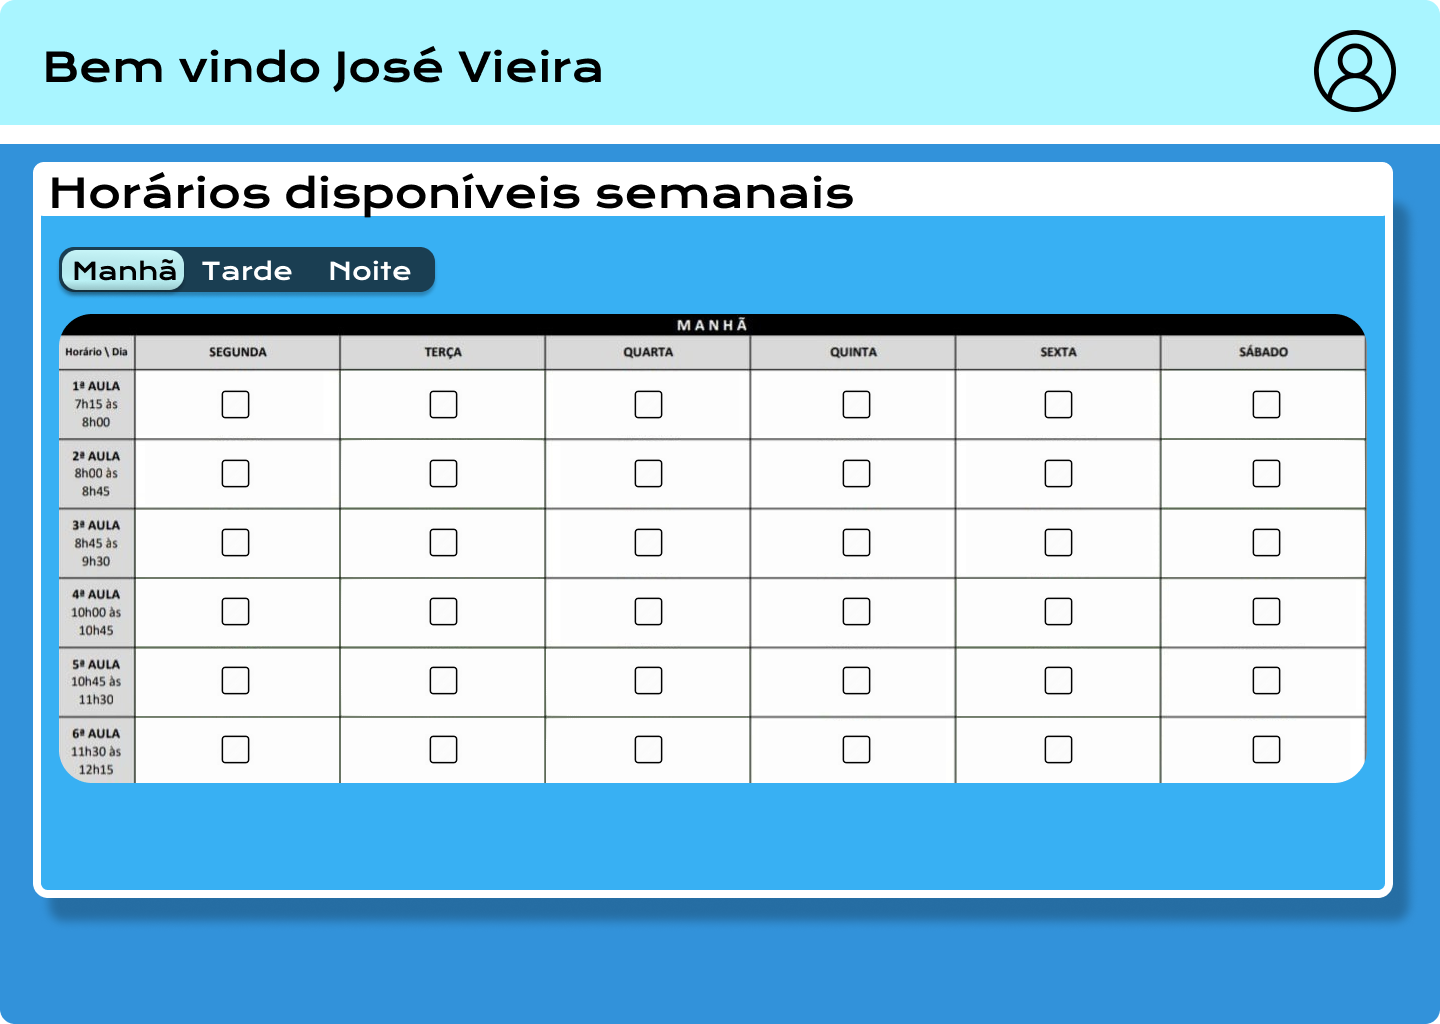 Bem vindo José Vieira
Horários disponíveis semanais
Manhã Tarde Noite
MANHÃ
Horário \ Dia SEGUNDA TERÇA QUARTA QUINTA SEXTA SÁBADO
1ª AULA
7h15 às
8h00
2ª AULA
8h00 às
8h45
3ª AULA
8h45 às
9h30
4ª AULA
10h00 às
10h45
5ª AULA
10h45 às
11h30
6ª AULA
11h30 às
12h15